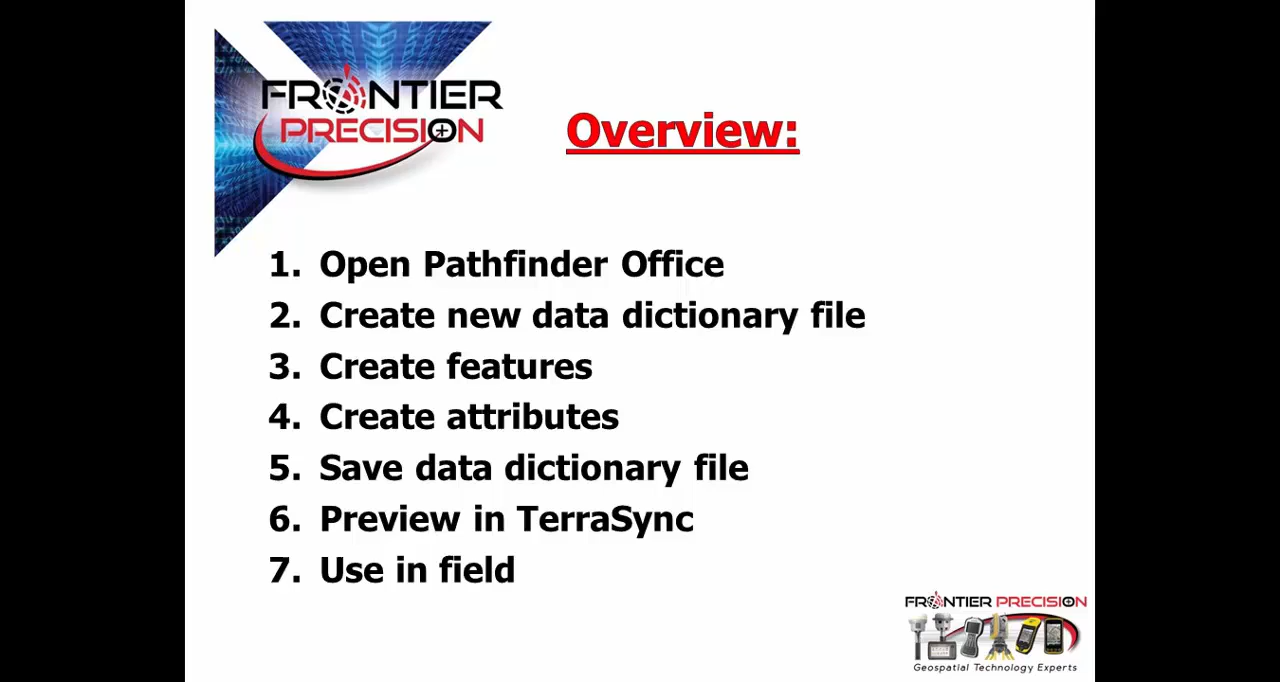 FRONTIER
PRECISION
Overview:
1. Open Pathfinder Office
2. Create new data dictionary file
3. Create features
4. Create attributes
5. Save data dictionary file
6. Preview in TerraSync
7. Use in field
FRONTIER PRECISION
Geospatial Technology Experts